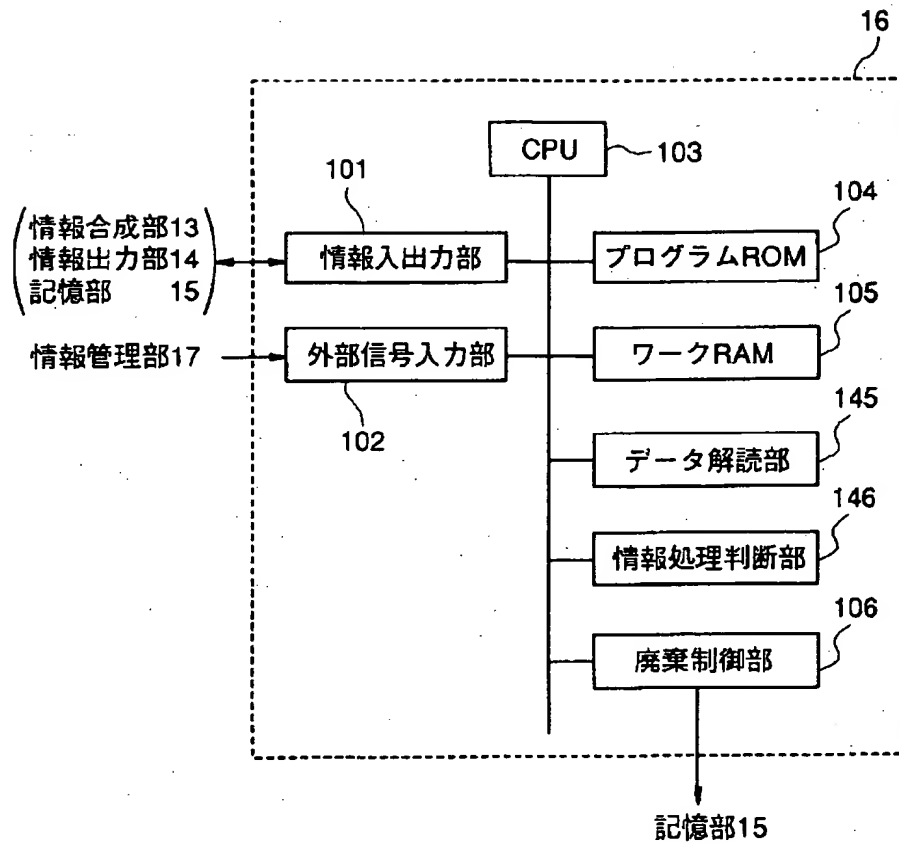 16
CPU
103
101
104
情報合成部13
情報出力部14
記憶部 15
情報入出力部
プログラムROM
105
情報管理部17
外部信号入力部
ワークRAM
102
145
データ解読部
146
情報処理判断部
106
廃棄制御部
記憶部15